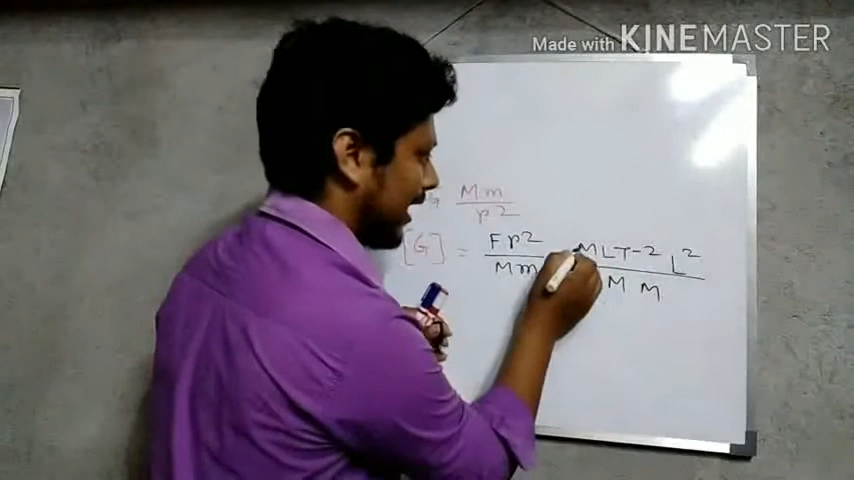 Made with KINEMASTER
Mm
r2
[G] = Fr2 MLT-2 L2
Mm M M